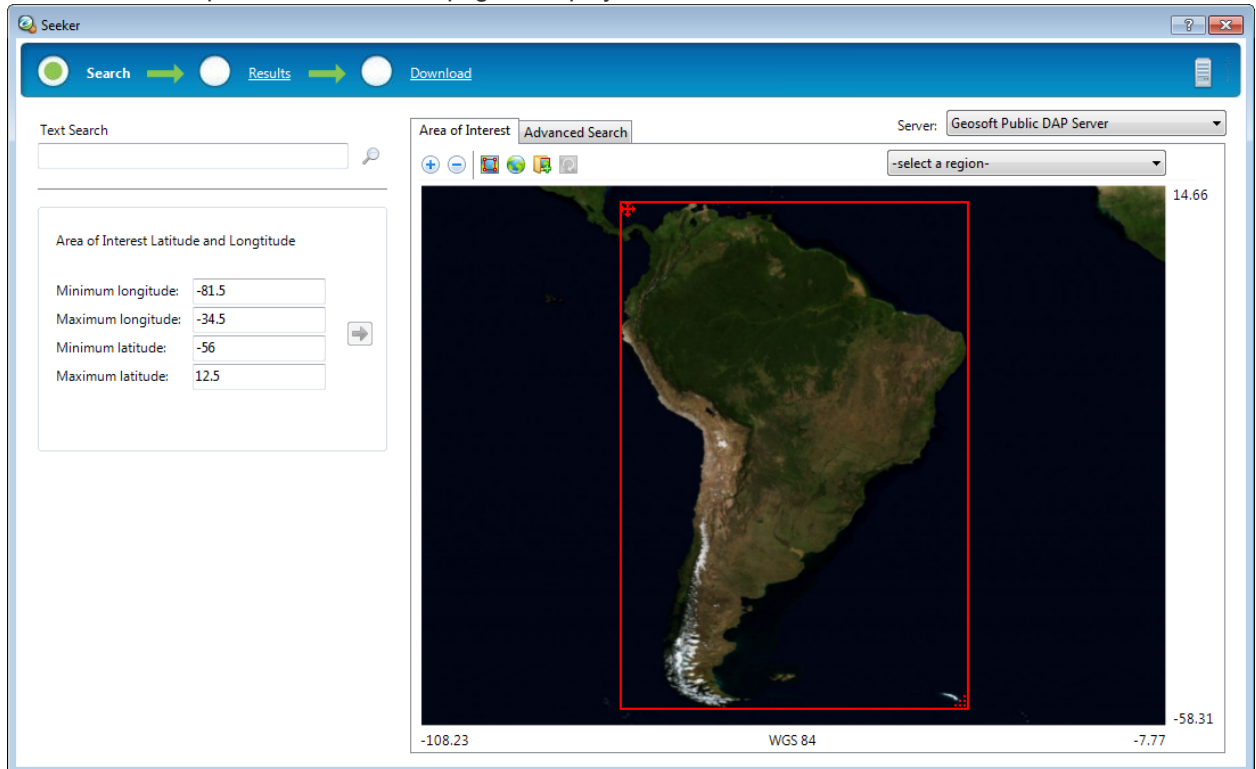 Seeker
Search Results Download
Text Search
Area of Interest Advanced Search
Server: Geosoft Public DAP Server
-select a region-
14.66
Area of Interest Latitude and Longtitude
Minimum longitude: -81.5
Maximum longitude: -34.5
Minimum latitude: -56
Maximum latitude: 12.5
-58.31
-108.23 WGS 84 -7.77